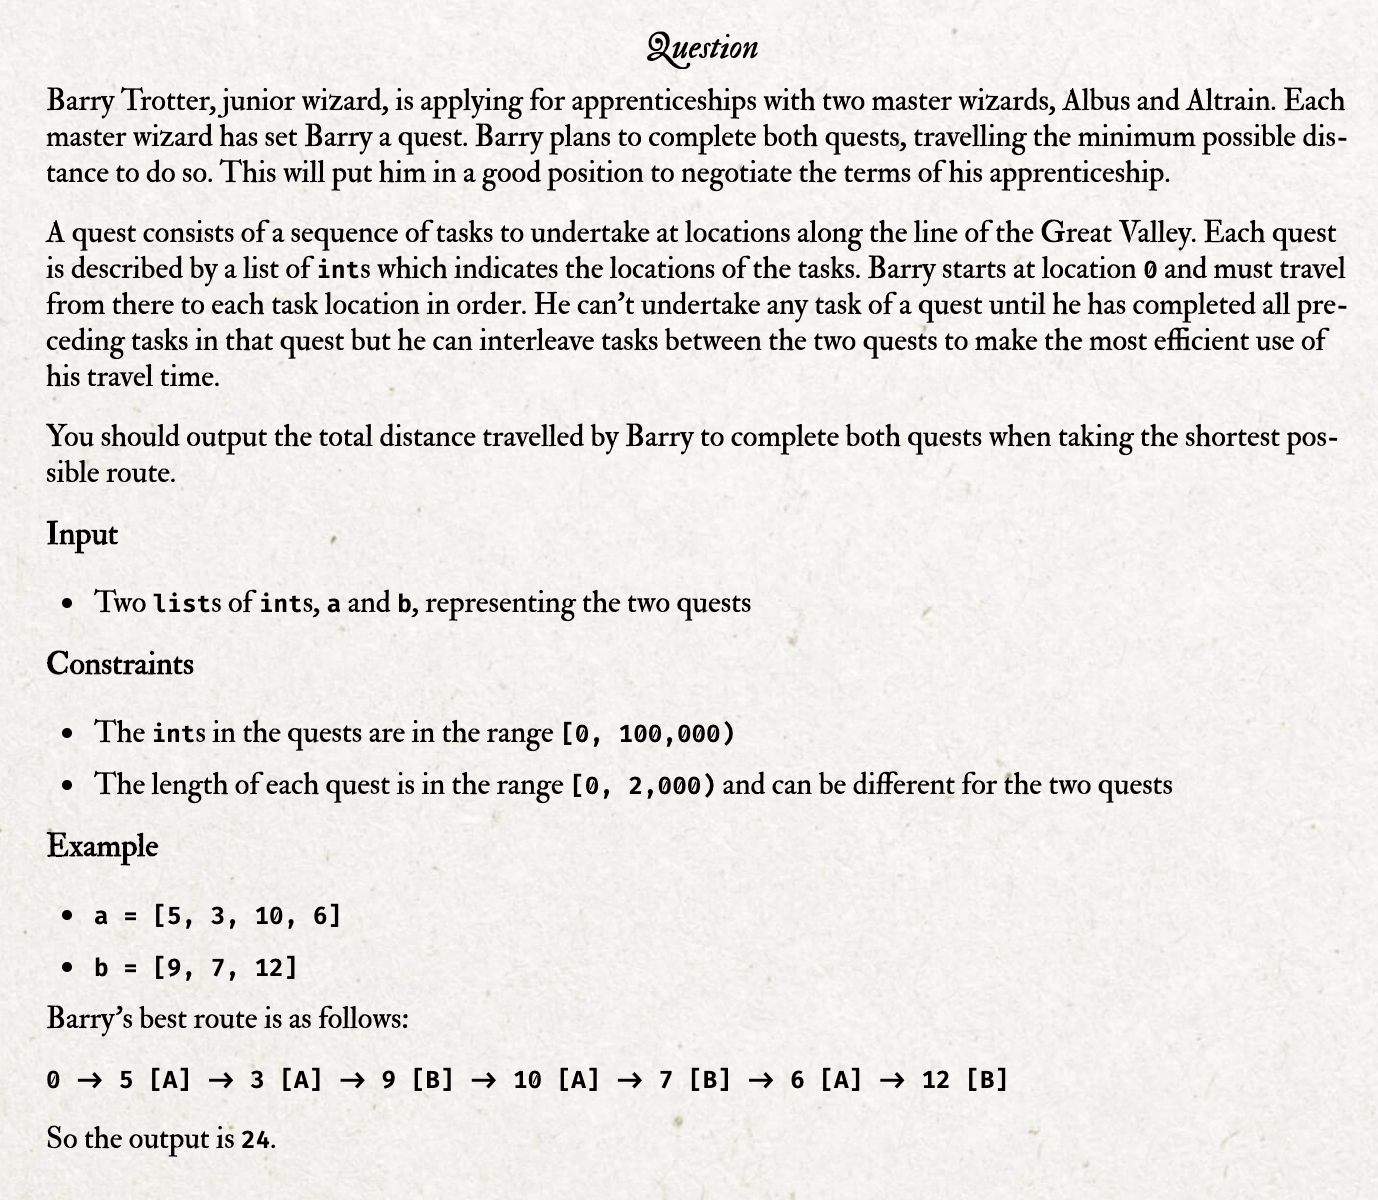 Question
Barry Trotter, junior wizard, is applying for apprenticeships with two master wizards, Albus and Altrain. Each
master wizard has set Barry a quest. Barry plans to complete both quests, travelling the minimum possible dis-
tance to do so. This will put him in a good position to negotiate the terms of his apprenticeship.
A quest consists of a sequence of tasks to undertake at locations along the line of the Great Valley. Each quest
is described by a list of ints which indicates the locations of the tasks. Barry starts at location 0 and must travel
from there to each task location in order. He can’t undertake any task of a quest until he has completed all pre-
ceding tasks in that quest but he can interleave tasks between the two quests to make the most efficient use of
his travel time.
You should output the total distance travelled by Barry to complete both quests when taking the shortest pos-
sible route.
Input
• Two lists of ints, a and b, representing the two quests
Constraints
• The ints in the quests are in the range [0, 100,000)
• The length of each quest is in the range [0, 2,000) and can be different for the two quests
Example
• a = [5, 3, 10, 6]
• b = [9, 7, 12]
Barry’s best route is as follows:
0 → 5 [A] → 3 [A] → 9 [B] → 10 [A] → 7 [B] → 6 [A] → 12 [B]
So the output is 24.